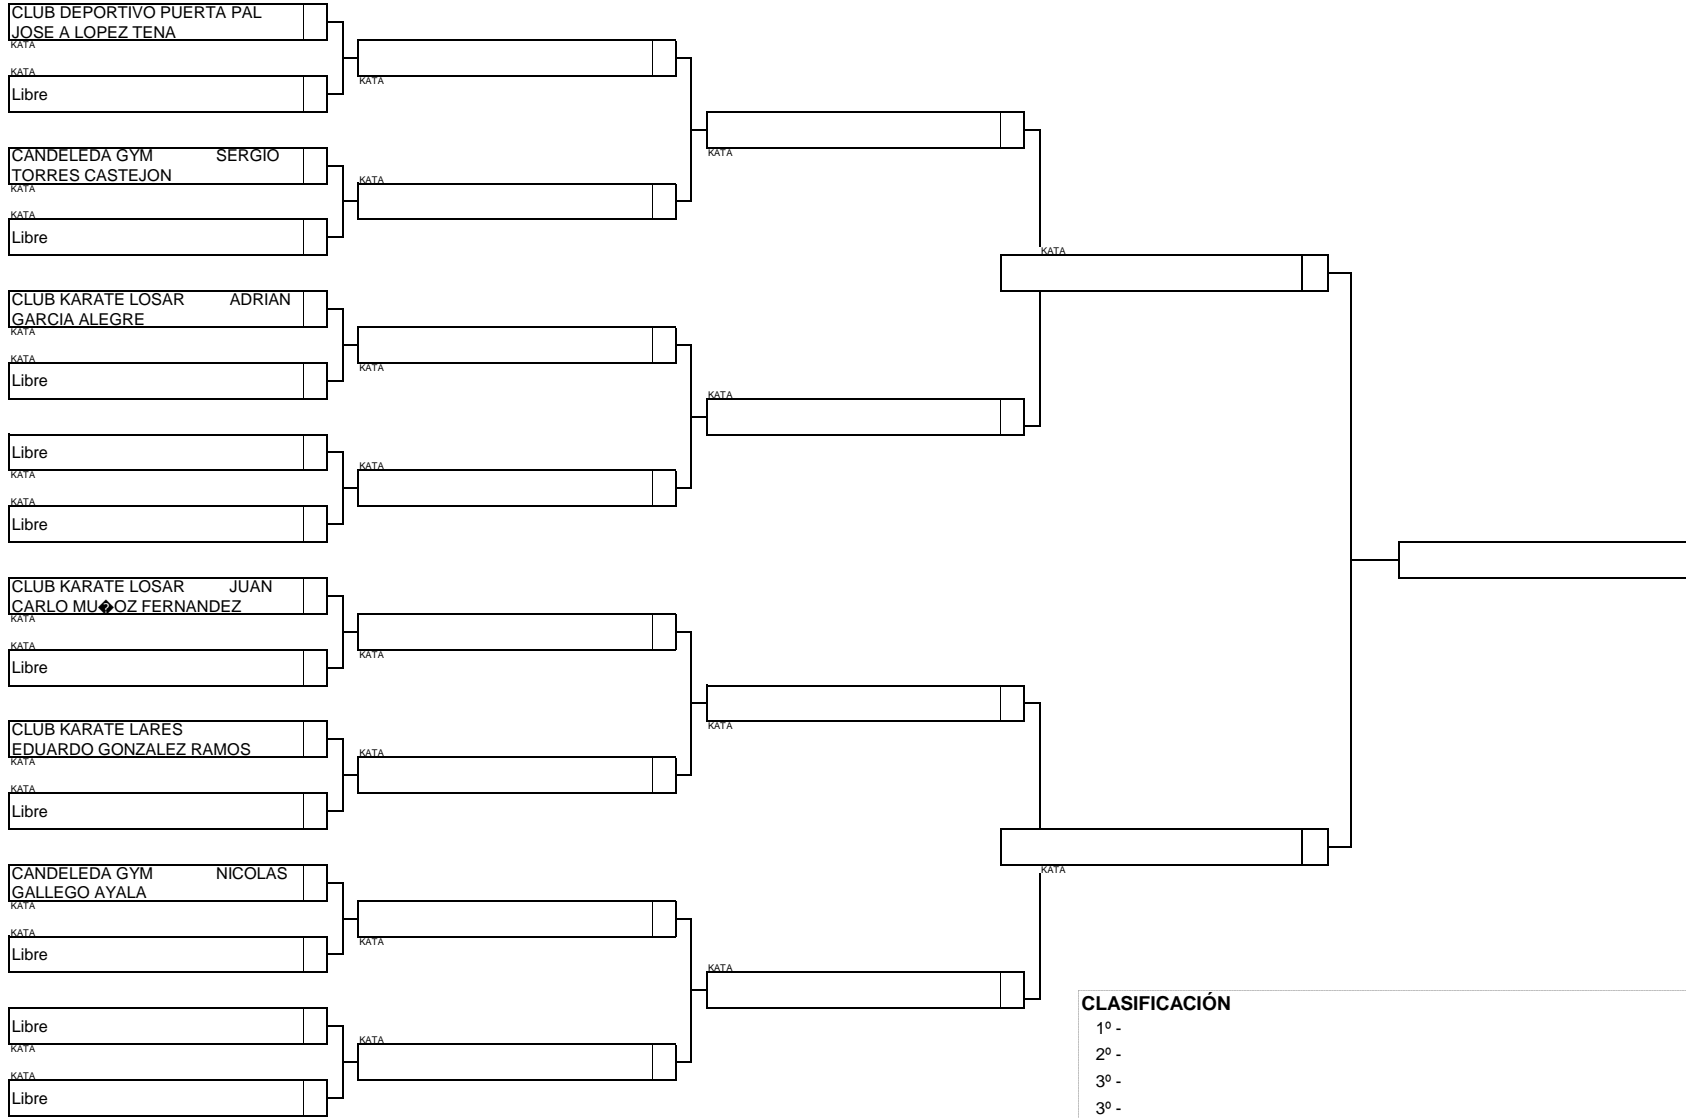 CLUB DEPORTIVO PUERTA PAL
JOSE A LOPEZ TENA
KATA
KATA
Libre
CANDELEDA GYM SERGIO
TORRES CASTEJON
KATA
KATA
Libre
CLUB KARATE LOSAR ADRIAN
GARCIA ALEGRE
KATA
KATA
Libre
Libre
KATA
KATA
Libre
CLUB KARATE LOSAR JUAN
CARLO MU�OZ FERNANDEZ
KATA
KATA
Libre
CLUB KARATE LARES
EDUARDO GONZALEZ RAMOS
KATA
KATA
Libre
CANDELEDA GYM NICOLAS
GALLEGO AYALA
KATA
KATA
Libre
Libre
KATA
KATA
Libre
KATA
KATA
KATA
KATA
KATA
KATA
KATA
KATA
KATA
KATA
KATA
KATA
KATA
KATA
CLASIFICACIÓN
1º -
2º -
3º -
3º -